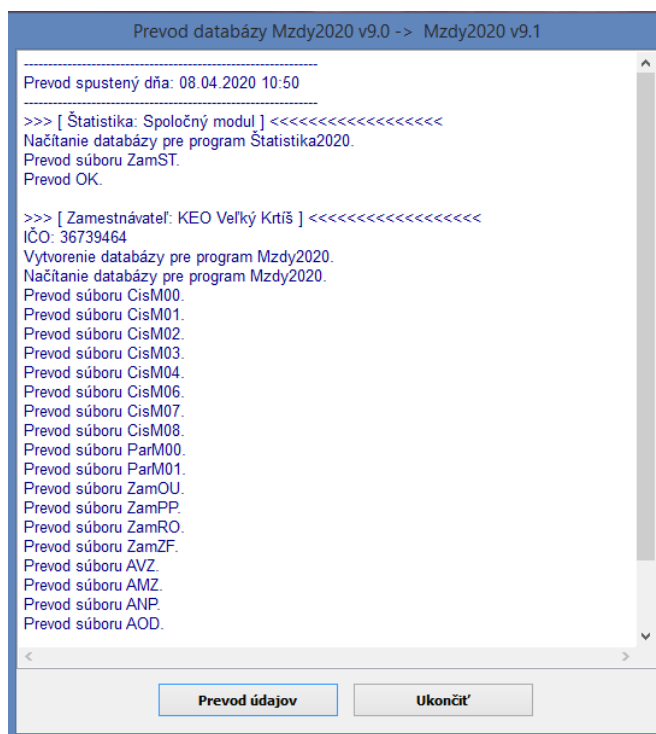 Prevod databázy Mzdy2020 v9.0 -> Mzdy2020 v9.1
-------------------------------------------------------------
Prevod spustený dňa: 08.04.2020 10:50
-------------------------------------------------------------
>>> [ Štatistika: Spoločný modul ] <<<<<<<<<<<<<<<<<<
Načítanie databázy pre program Štatistika2020.
Prevod súboru ZamST.
Prevod OK.
>>> [ Zamestnávateľ: KEO Veľký Krtíš ] <<<<<<<<<<<<<<<<<<
IČO: 36739464
Vytvorenie databázy pre program Mzdy2020.
Načítanie databázy pre program Mzdy2020.
Prevod súboru CisM00.
Prevod súboru CisM01.
Prevod súboru CisM02.
Prevod súboru CisM03.
Prevod súboru CisM04.
Prevod súboru CisM06.
Prevod súboru CisM07.
Prevod súboru CisM08.
Prevod súboru ParM00.
Prevod súboru ParM01.
Prevod súboru ZamOU.
Prevod súboru ZamPP.
Prevod súboru ZamRO.
Prevod súboru ZamZF.
Prevod súboru AVZ.
Prevod súboru AMZ.
Prevod súboru ANP.
Prevod súboru AOD.
Prevod údajov
Ukončiť